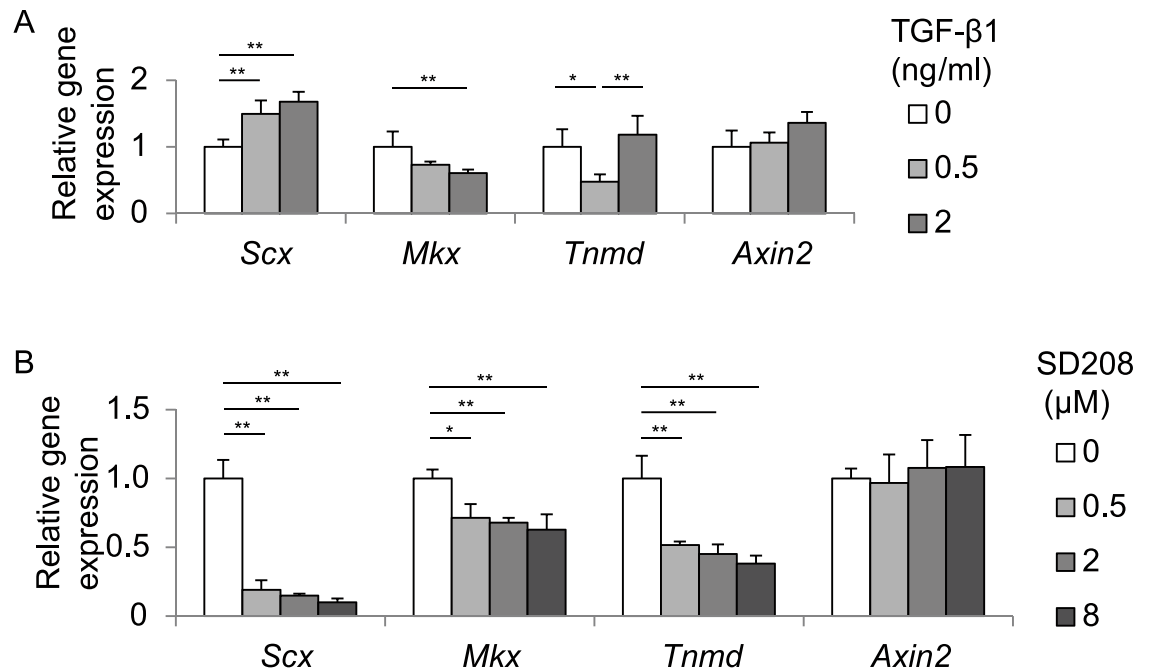 A
TGF-β1
(ng/ml)
0
0.5
2
Relative gene
expression
2
1
0
**
**
**
*
**
Scx
Mkx
Tnmd
Axin2
B
SD208
(µM)
0
0.5
2
8
Relative gene
expression
1.5
1.0
0.5
0
**
**
**
**
**
*
**
**
**
Scx
Mkx
Tnmd
Axin2